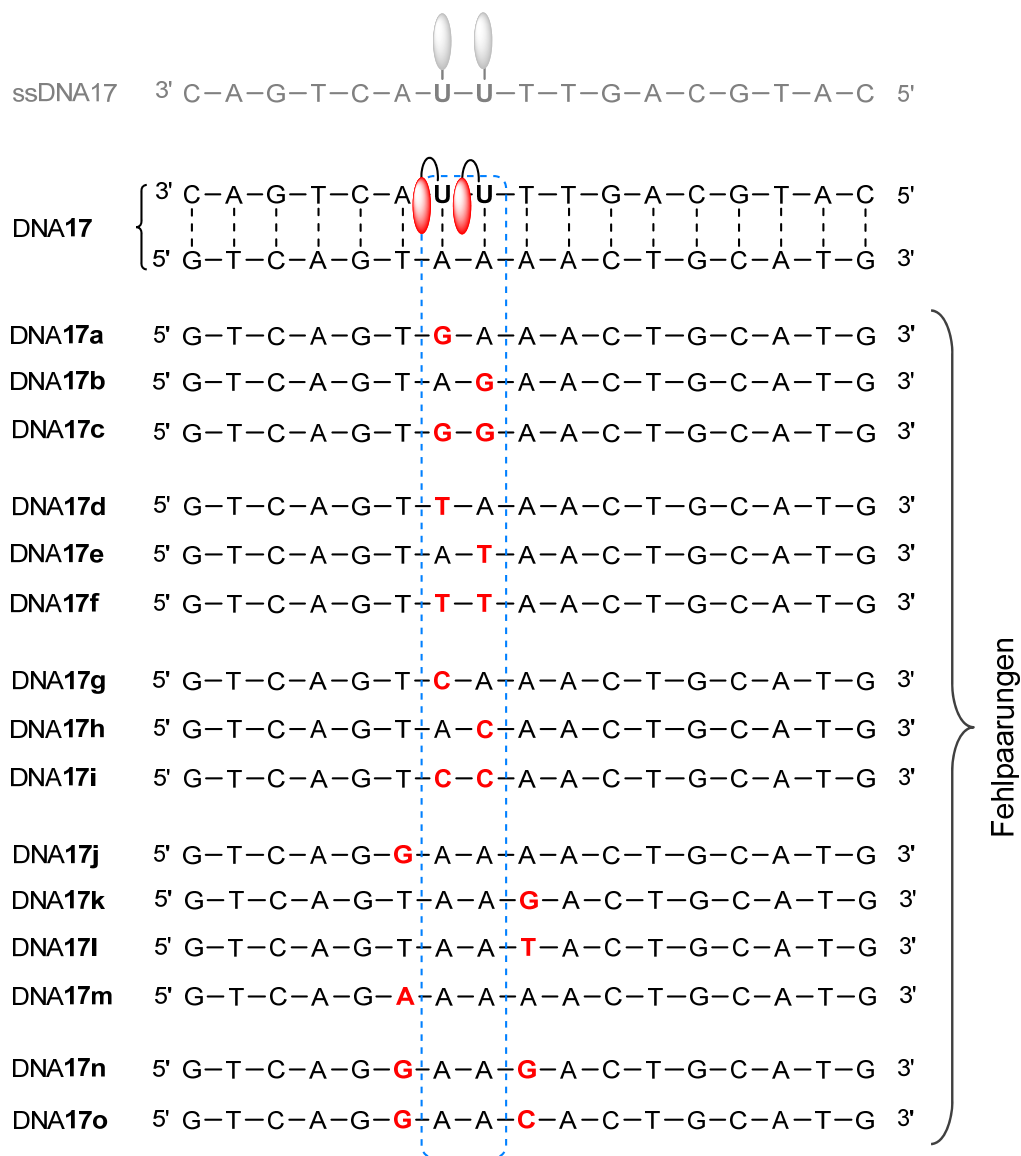 ssDNA17 3' C–A–G–T–C–A–U–U–T–T–G–A–C–G–T–A–C 5'
3' C–A–G–T–C–A–U–U–T–T–G–A–C–G–T–A–C 5'
DNA17
5' G–T–C–A–G–T–A–A–A–A–C–T–G–C–A–T–G 3'
DNA17a 5' G–T–C–A–G–T–G–A–A–A–C–T–G–C–A–T–G 3'
DNA17b 5' G–T–C–A–G–T–A–G–A–A–C–T–G–C–A–T–G 3'
DNA17c 5' G–T–C–A–G–T–G–G–A–A–C–T–G–C–A–T–G 3'
DNA17d 5' G–T–C–A–G–T–T–A–A–A–C–T–G–C–A–T–G 3'
DNA17e 5' G–T–C–A–G–T–A–T–A–A–C–T–G–C–A–T–G 3'
DNA17f 5' G–T–C–A–G–T–T–T–A–A–C–T–G–C–A–T–G 3'
DNA17g 5' G–T–C–A–G–T–C–A–A–A–C–T–G–C–A–T–G 3'
DNA17h 5' G–T–C–A–G–T–A–C–A–A–C–T–G–C–A–T–G 3'
DNA17i 5' G–T–C–A–G–T–C–C–A–A–C–T–G–C–A–T–G 3'
DNA17j 5' G–T–C–A–G–G–A–A–A–A–C–T–G–C–A–T–G 3'
DNA17k 5' G–T–C–A–G–T–A–A–G–A–C–T–G–C–A–T–G 3'
DNA17l 5' G–T–C–A–G–T–A–A–T–A–C–T–G–C–A–T–G 3'
DNA17m 5' G–T–C–A–G–A–A–A–A–A–C–T–G–C–A–T–G 3'
DNA17n 5' G–T–C–A–G–G–A–A–G–A–C–T–G–C–A–T–G 3'
DNA17o 5' G–T–C–A–G–G–A–A–C–A–C–T–G–C–A–T–G 3'
Fehlpaarungen